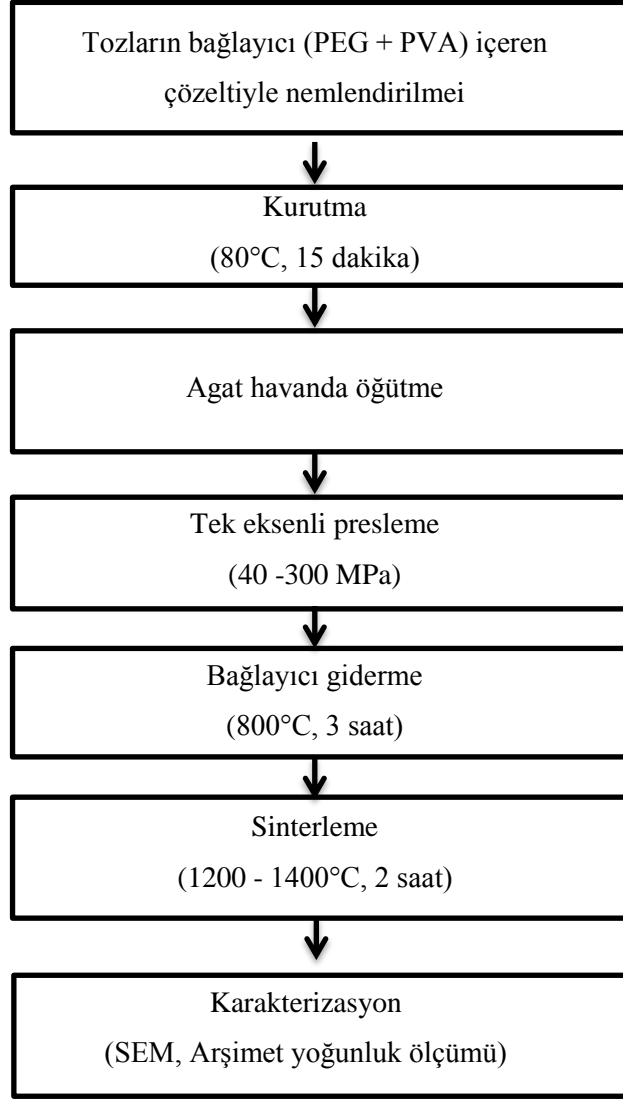 Tozların bağlayıcı (PEG + PVA) içeren
çözeltiyle nemlendirilmei
Kurutma
(80°C, 15 dakika)
Agat havanda öğütme
Tek eksenli presleme
(40 -300 MPa)
Bağlayıcı giderme
(800°C, 3 saat)
Sinterleme
(1200 - 1400°C, 2 saat)
Karakterizasyon
(SEM, Arşimet yoğunluk ölçümü)